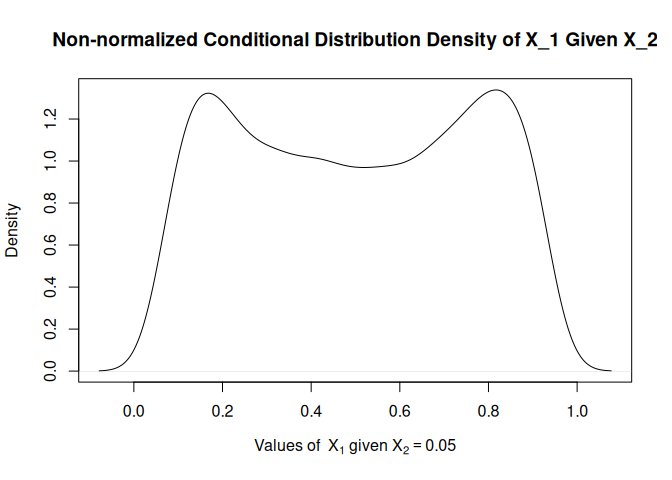 Non-normalized Conditional Distribution Density of X_1 Given X_2
Density
1.2
1.0
0.8
0.6
0.4
0.2
0.0
0.0 0.2 0.4 0.6 0.8 1.0
Values of X₁ given X₂ = 0.05